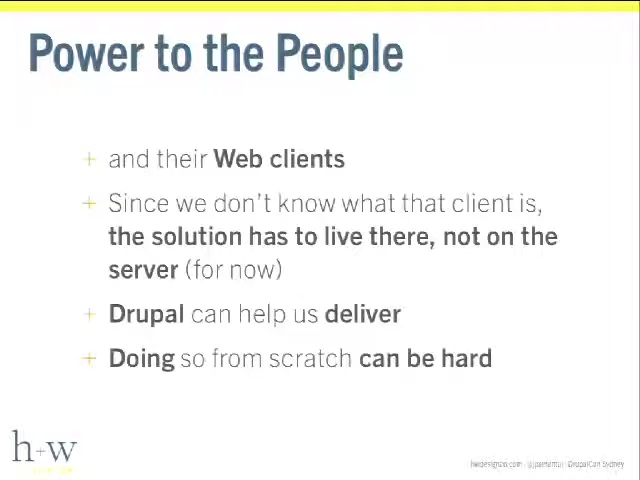 Power to the People
+ and their Web clients
+ Since we don't know what that client is,
the solution has to live there, not on the
server (for now)
+ Drupal can help us deliver
+ Doing so from scratch can be hard
h+w
DrupalCon Sydney